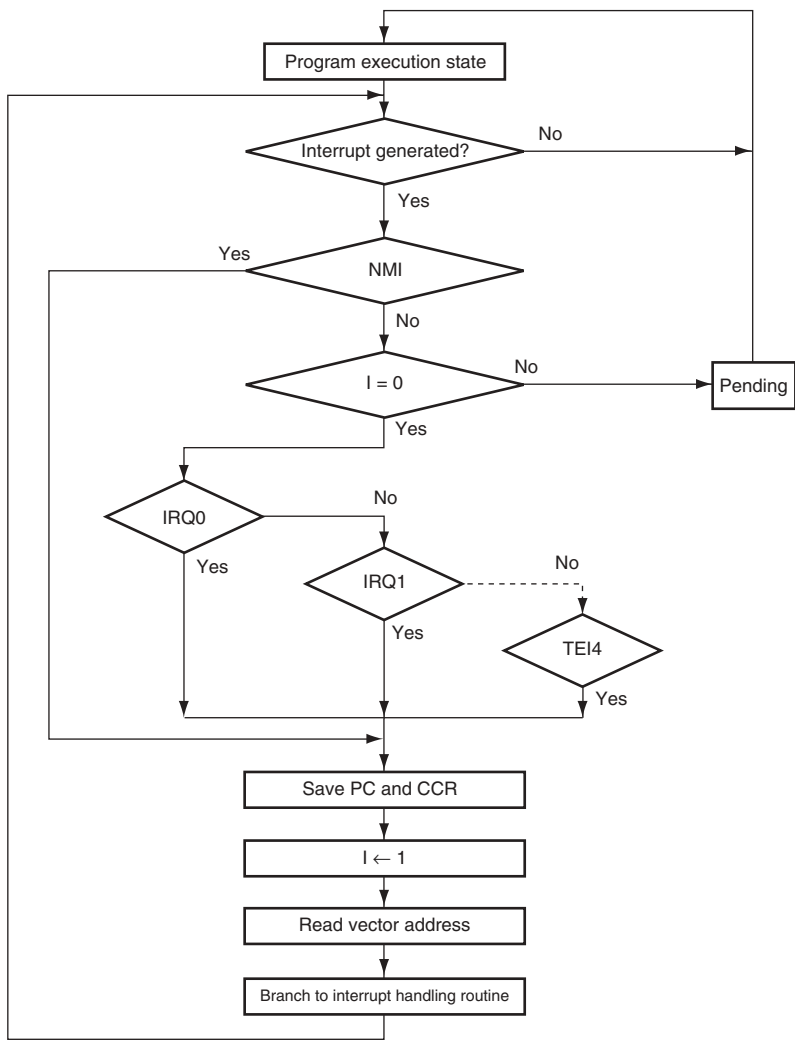 Program execution state
Interrupt generated?
No
Yes
Yes
NMI
No
I = 0
No
Pending
Yes
IRQ0
No
Yes
IRQ1
No
Yes
TEI4
Yes
Save PC and CCR
I ← 1
Read vector address
Branch to interrupt handling routine